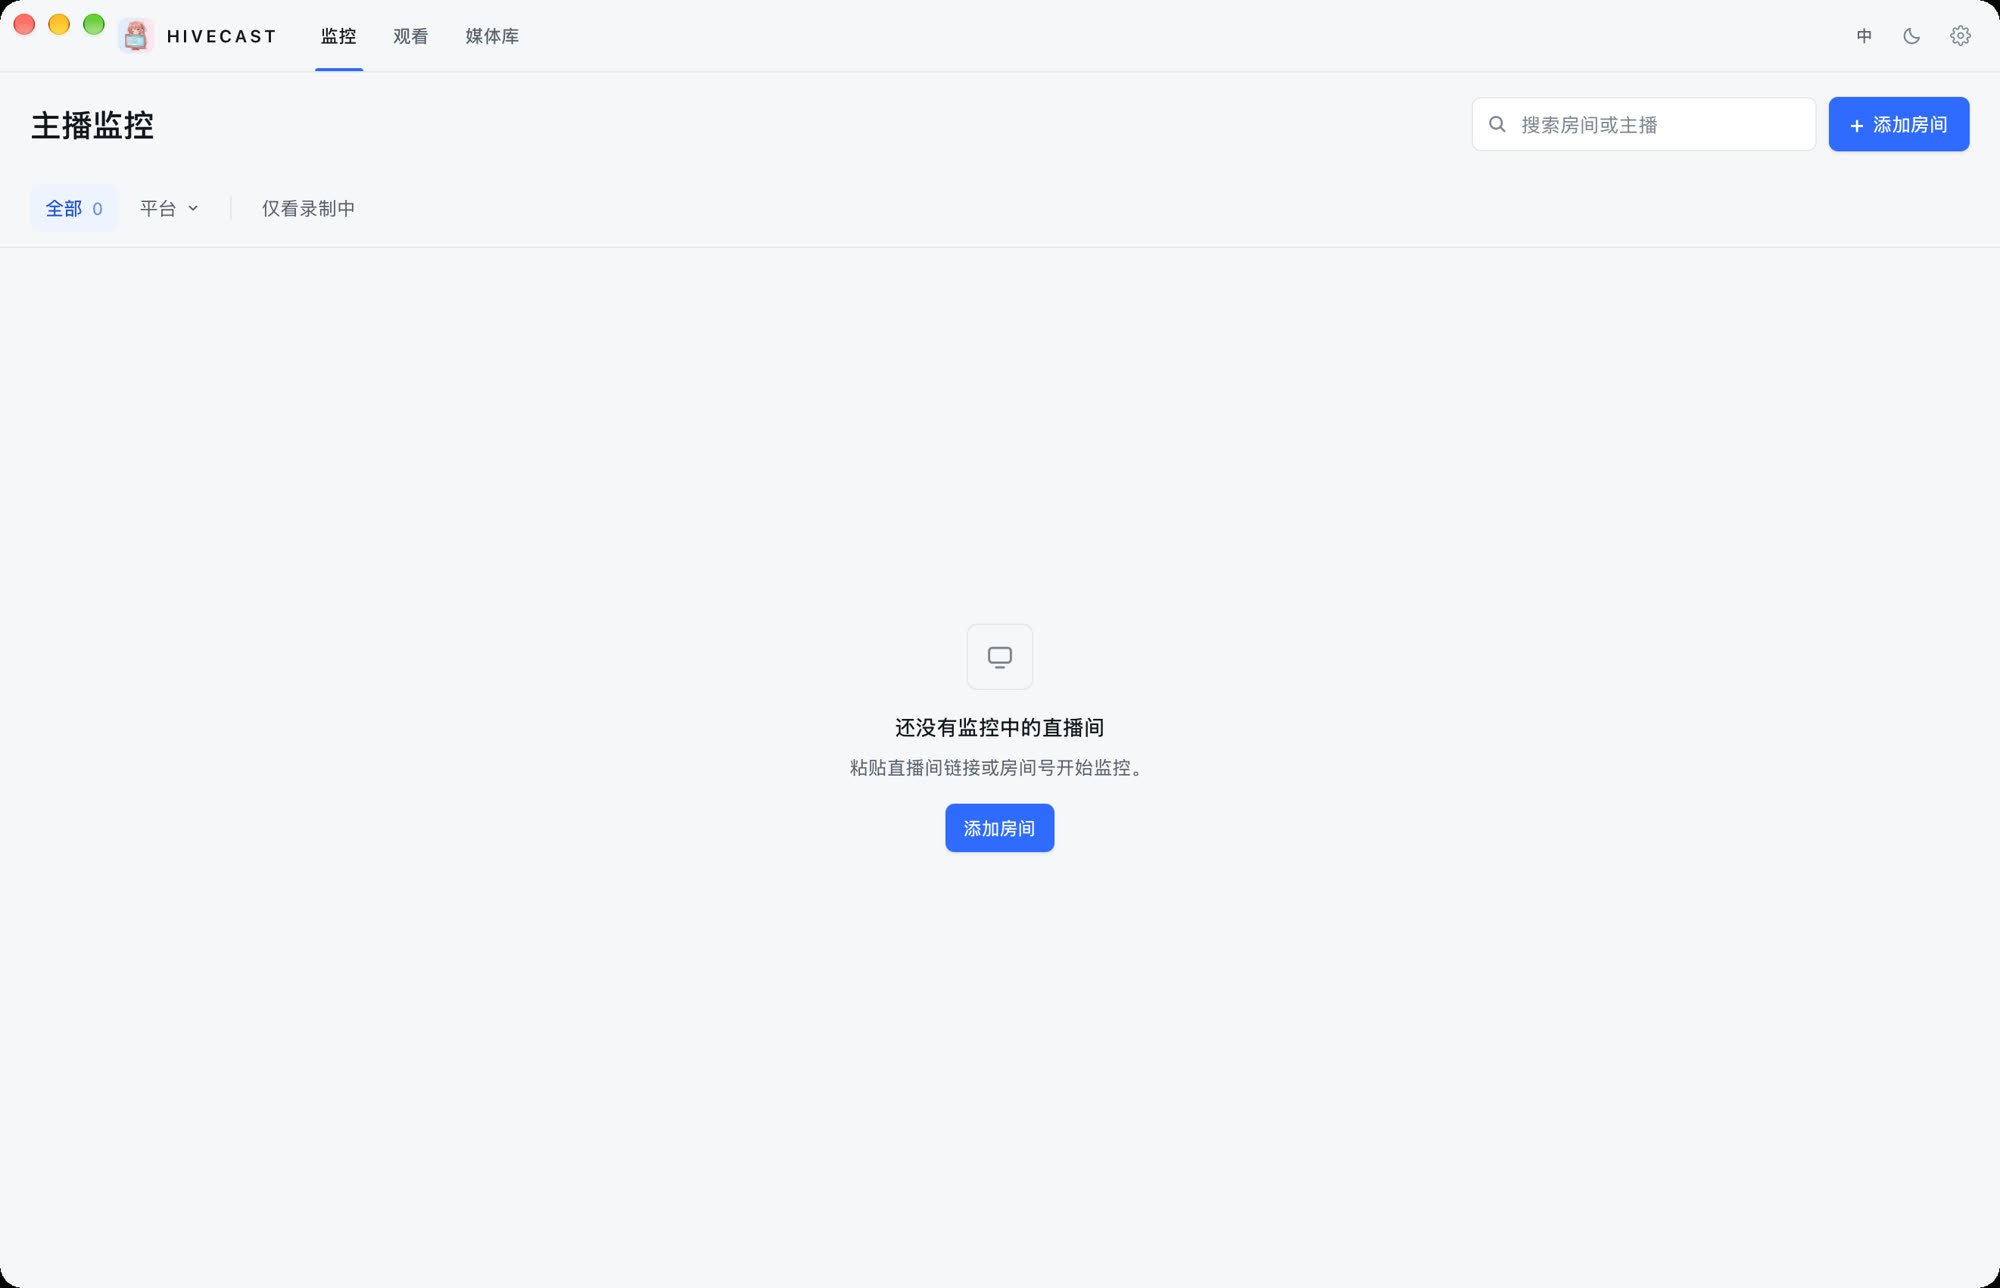 HIVECAST 监控 观看 媒体库 中
主播监控
搜索房间或主播
+ 添加房间
全部 0 平台 仅看录制中
还没有监控中的直播间
粘贴直播间链接或房间号开始监控。
添加房间